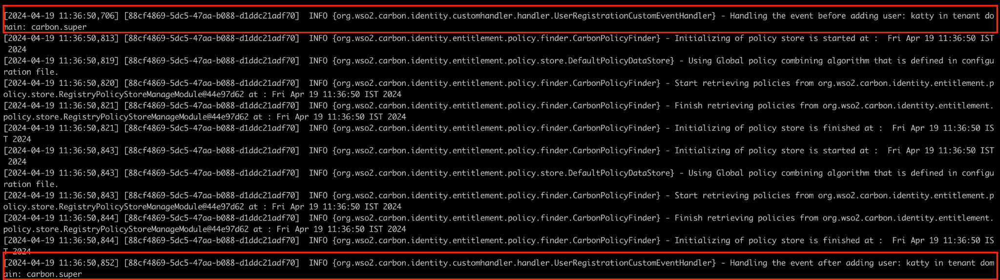 [2024-04-19 11:36:50,706] [88cf4869-5dc5-47aa-b088-d1ddc21adf70]  INFO {org.wso2.carbon.identity.customhandler.handler.UserRegistrationCustomEventHandler} - Handling the event before adding user: katty in tenant do
main: carbon.super
[2024-04-19 11:36:50,813] [88cf4869-5dc5-47aa-b088-d1ddc21adf70]  INFO {org.wso2.carbon.identity.entitlement.policy.finder.CarbonPolicyFinder} - Initializing of policy store is started at :  Fri Apr 19 11:36:50 IST
 2024
[2024-04-19 11:36:50,819] [88cf4869-5dc5-47aa-b088-d1ddc21adf70]  INFO {org.wso2.carbon.identity.entitlement.policy.store.DefaultPolicyDataStore} - Using Global policy combining algorithm that is defined in configu
ration file.
[2024-04-19 11:36:50,820] [88cf4869-5dc5-47aa-b088-d1ddc21adf70]  INFO {org.wso2.carbon.identity.entitlement.policy.finder.CarbonPolicyFinder} - Start retrieving policies from org.wso2.carbon.identity.entitlement.p
olicy.store.RegistryPolicyStoreManageModule@44e97d62 at : Fri Apr 19 11:36:50 IST 2024
[2024-04-19 11:36:50,821] [88cf4869-5dc5-47aa-b088-d1ddc21adf70]  INFO {org.wso2.carbon.identity.entitlement.policy.finder.CarbonPolicyFinder} - Finish retrieving policies from org.wso2.carbon.identity.entitlement.
policy.store.RegistryPolicyStoreManageModule@44e97d62 at : Fri Apr 19 11:36:50 IST 2024
[2024-04-19 11:36:50,821] [88cf4869-5dc5-47aa-b088-d1ddc21adf70]  INFO {org.wso2.carbon.identity.entitlement.policy.finder.CarbonPolicyFinder} - Initializing of policy store is finished at :  Fri Apr 19 11:36:50 IS
T 2024
[2024-04-19 11:36:50,843] [88cf4869-5dc5-47aa-b088-d1ddc21adf70]  INFO {org.wso2.carbon.identity.entitlement.policy.finder.CarbonPolicyFinder} - Initializing of policy store is started at :  Fri Apr 19 11:36:50 IST
 2024
[2024-04-19 11:36:50,843] [88cf4869-5dc5-47aa-b088-d1ddc21adf70]  INFO {org.wso2.carbon.identity.entitlement.policy.store.DefaultPolicyDataStore} - Using Global policy combining algorithm that is defined in configu
ration file.
[2024-04-19 11:36:50,843] [88cf4869-5dc5-47aa-b088-d1ddc21adf70]  INFO {org.wso2.carbon.identity.entitlement.policy.finder.CarbonPolicyFinder} - Start retrieving policies from org.wso2.carbon.identity.entitlement.p
olicy.store.RegistryPolicyStoreManageModule@44e97d62 at : Fri Apr 19 11:36:50 IST 2024
[2024-04-19 11:36:50,844] [88cf4869-5dc5-47aa-b088-d1ddc21adf70]  INFO {org.wso2.carbon.identity.entitlement.policy.finder.CarbonPolicyFinder} - Finish retrieving policies from org.wso2.carbon.identity.entitlement.
policy.store.RegistryPolicyStoreManageModule@44e97d62 at : Fri Apr 19 11:36:50 IST 2024
[2024-04-19 11:36:50,844] [88cf4869-5dc5-47aa-b088-d1ddc21adf70]  INFO {org.wso2.carbon.identity.entitlement.policy.finder.CarbonPolicyFinder} - Initializing of policy store is finished at :  Fri Apr 19 11:36:50 IS
T 2024
[2024-04-19 11:36:50,852] [88cf4869-5dc5-47aa-b088-d1ddc21adf70]  INFO {org.wso2.carbon.identity.customhandler.handler.UserRegistrationCustomEventHandler} - Handling the event after adding user: katty in tenant dom
ain: carbon.super